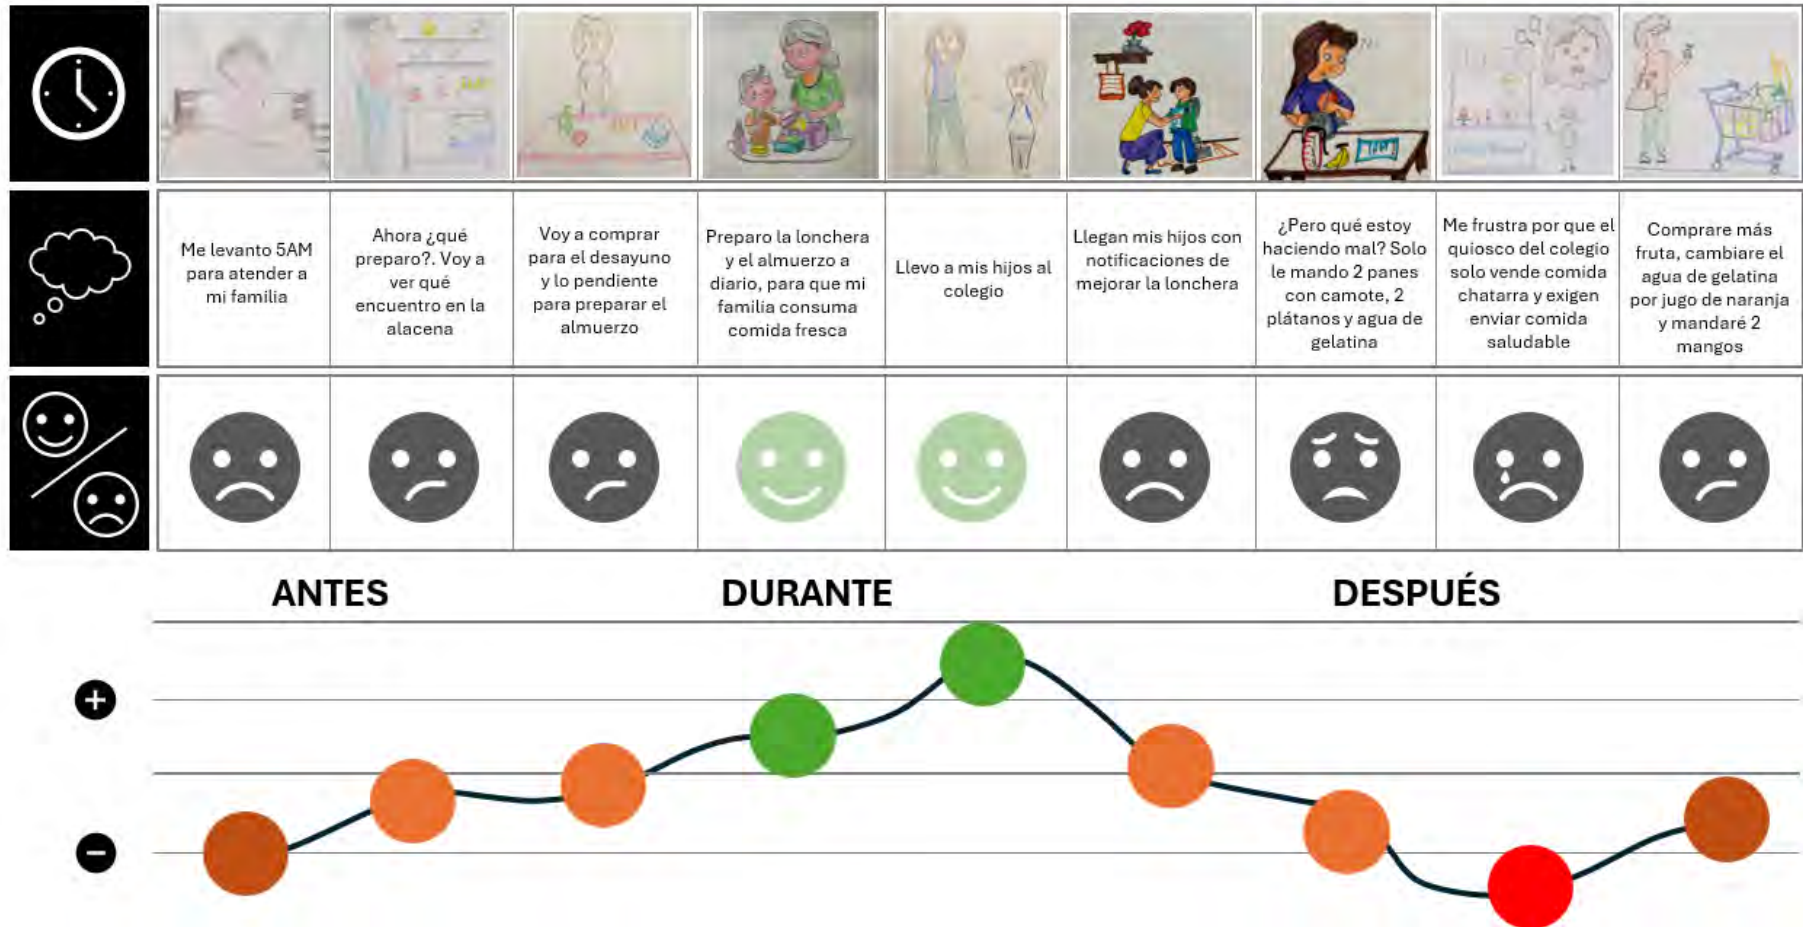 Me levanto 5AM
para atender a
mi familia
Ahora ¿qué
preparo?. Voy a
ver qué
encuentro en la
alacena
Voy a comprar
para el desayuno
y lo pendiente
para preparar el
almuerzo
Preparo la lonchera
y el almuerzo a
diario, para que mi
familia consuma
comida fresca
Llevo a mis hijos al
colegio
Llegan mis hijos con
notificaciones de
mejorar la lonchera
¿Pero qué estoy
haciendo mal? Solo
le mando 2 panes
con camote, 2
plátanos y agua de
gelatina
Me frustra por que el
quiosco del colegio
solo vende comida
chatarra y exigen
enviar comida
saludable
Comprare más
fruta, cambiare el
agua de gelatina
por jugo de naranja
y mandaré 2
mangos
ANTES
DURANTE
DESPUÉS
+
−